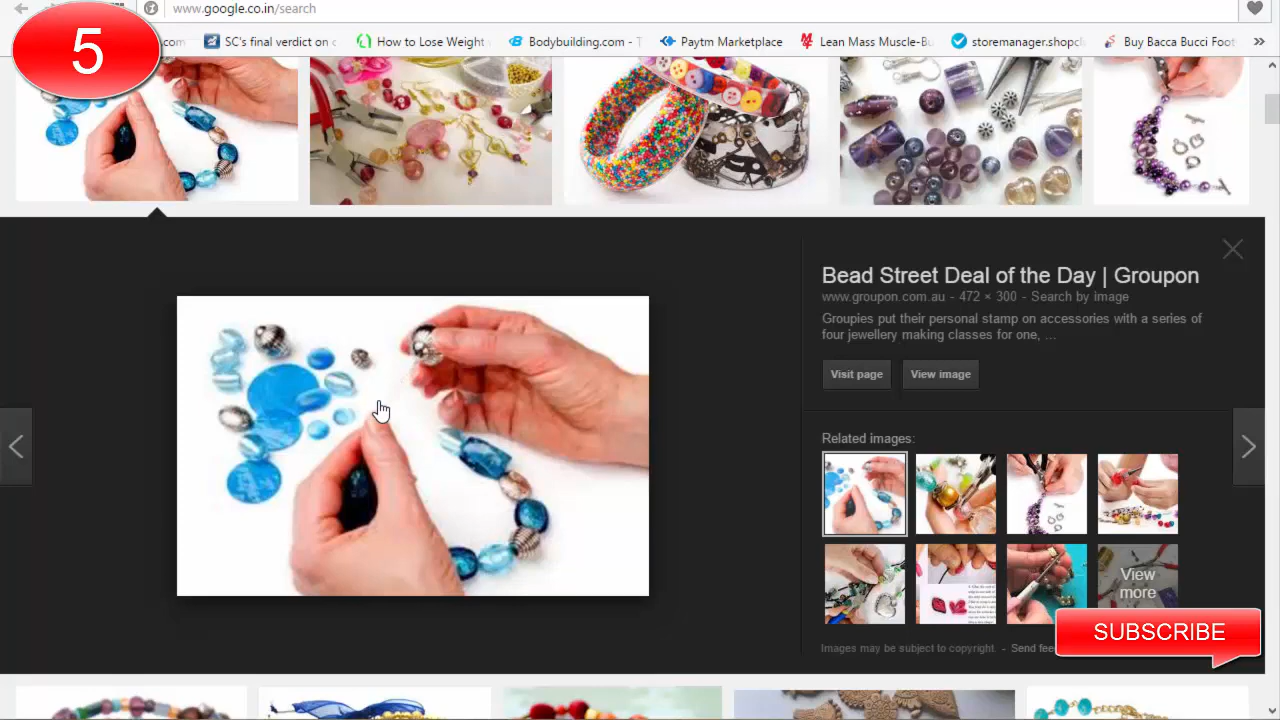 www.google.co.in/search
5
.com
SC's final verdict on c
How to Lose Weight
Bodybuilding.com - T
Paytm Marketplace
Lean Mass Muscle-Bu
storemanager.shopclu
Buy Bacca Bucci Foot
Bead Street Deal of the Day | Groupon
www.groupon.com.au - 472 × 300 - Search by image
Groupies put their personal stamp on accessories with a series of
four jewellery making classes for one, ...
Visit page
View image
Related images:
View
more
SUBSCRIBE
Images may be subject to copyright. - Send fee